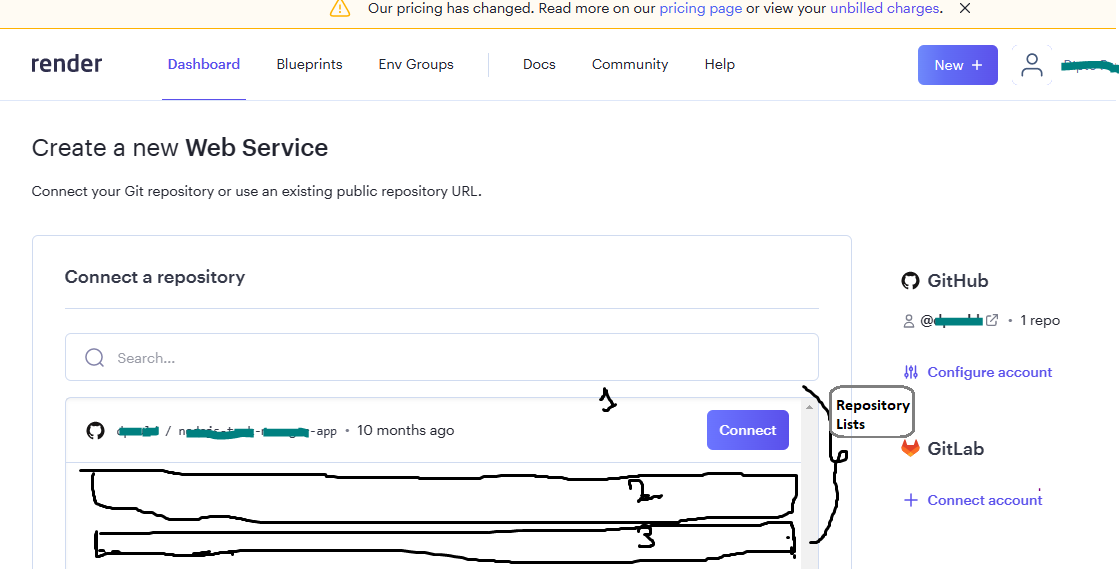 Our pricing has changed. Read more on our pricing page or view your unbilled charges.
render Dashboard Blueprints Env Groups Docs Community Help New +
Create a new Web Service
Connect your Git repository or use an existing public repository URL.
Connect a repository
Search...
1
/ -app • 10 months ago Connect
2
3
Repository
Lists
GitHub
@ • 1 repo
Configure account
GitLab
+ Connect account